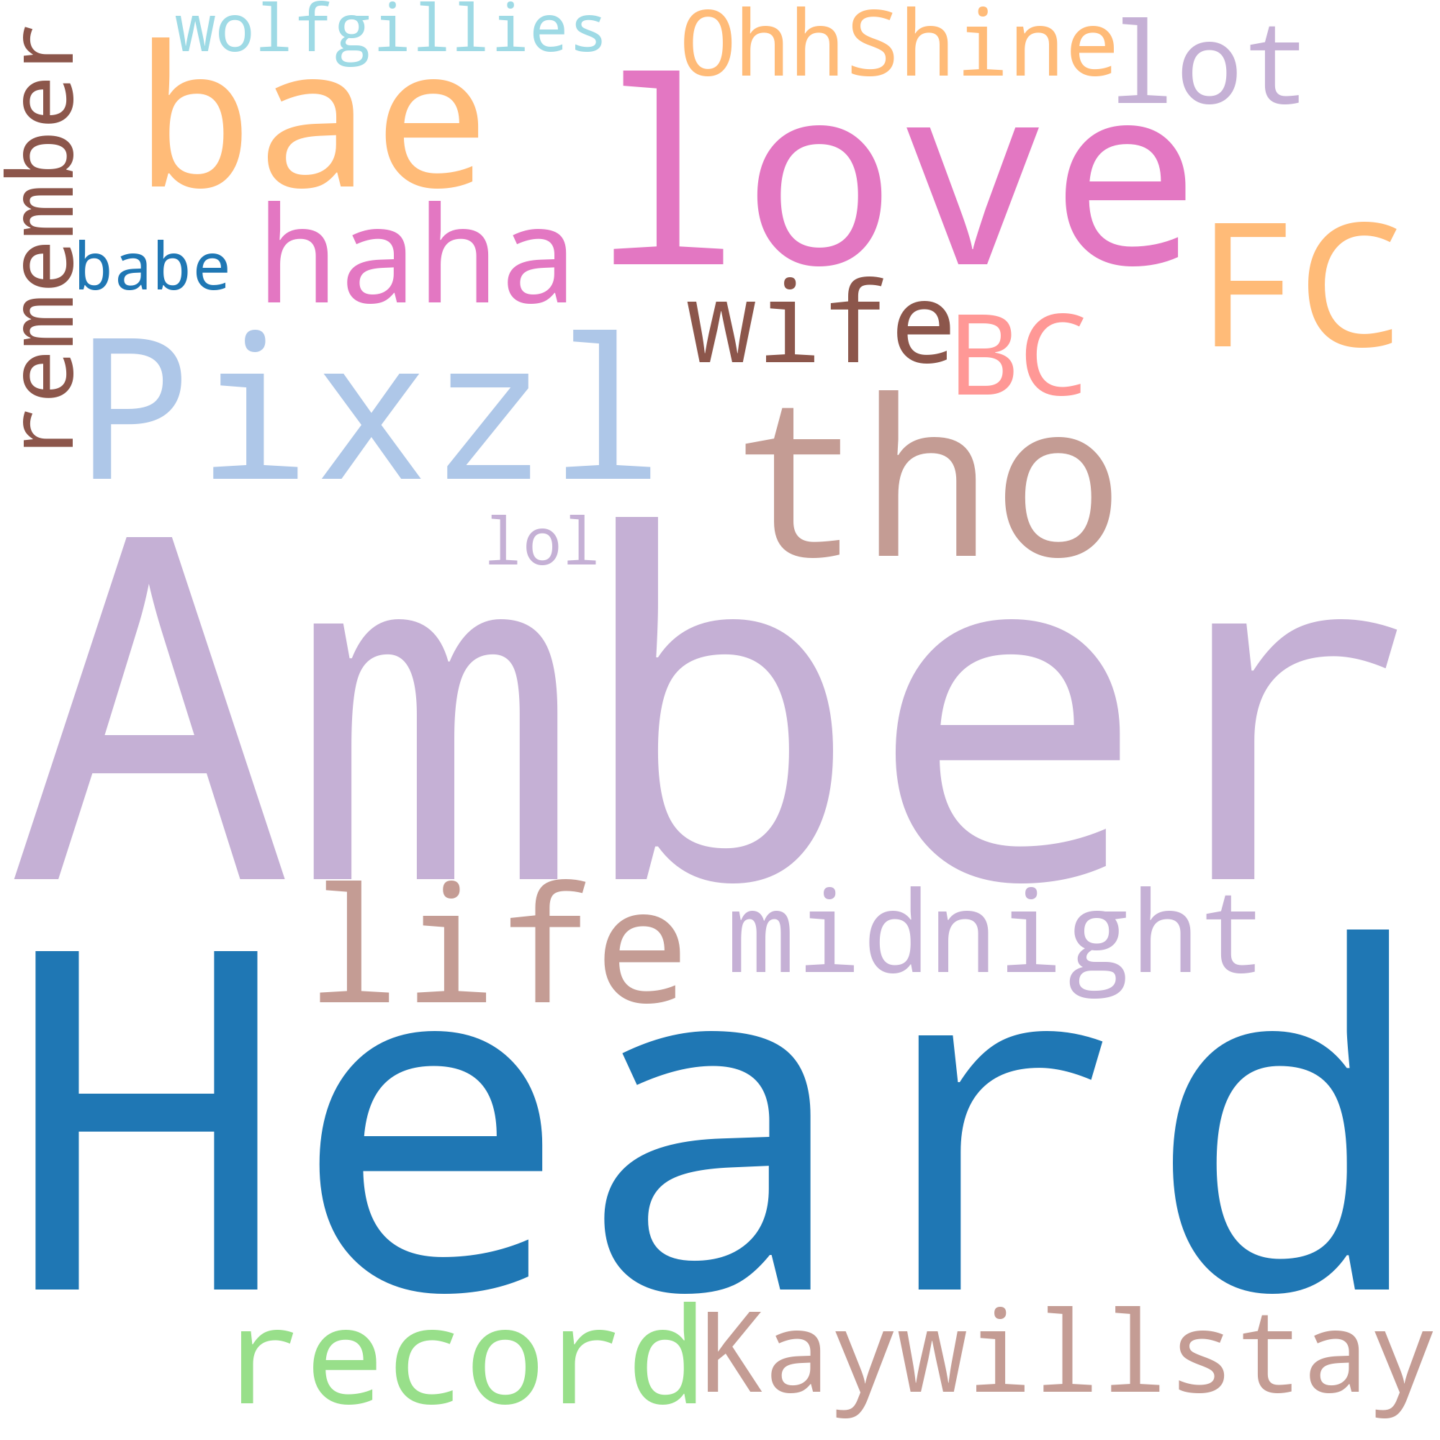 wolfgillies
OhhShine
lot
remember
bae
love
babe
haha
FC
wife
BC
Pixzl
tho
lol
Amber
life
midnight
Heard
record
Kaywillstay